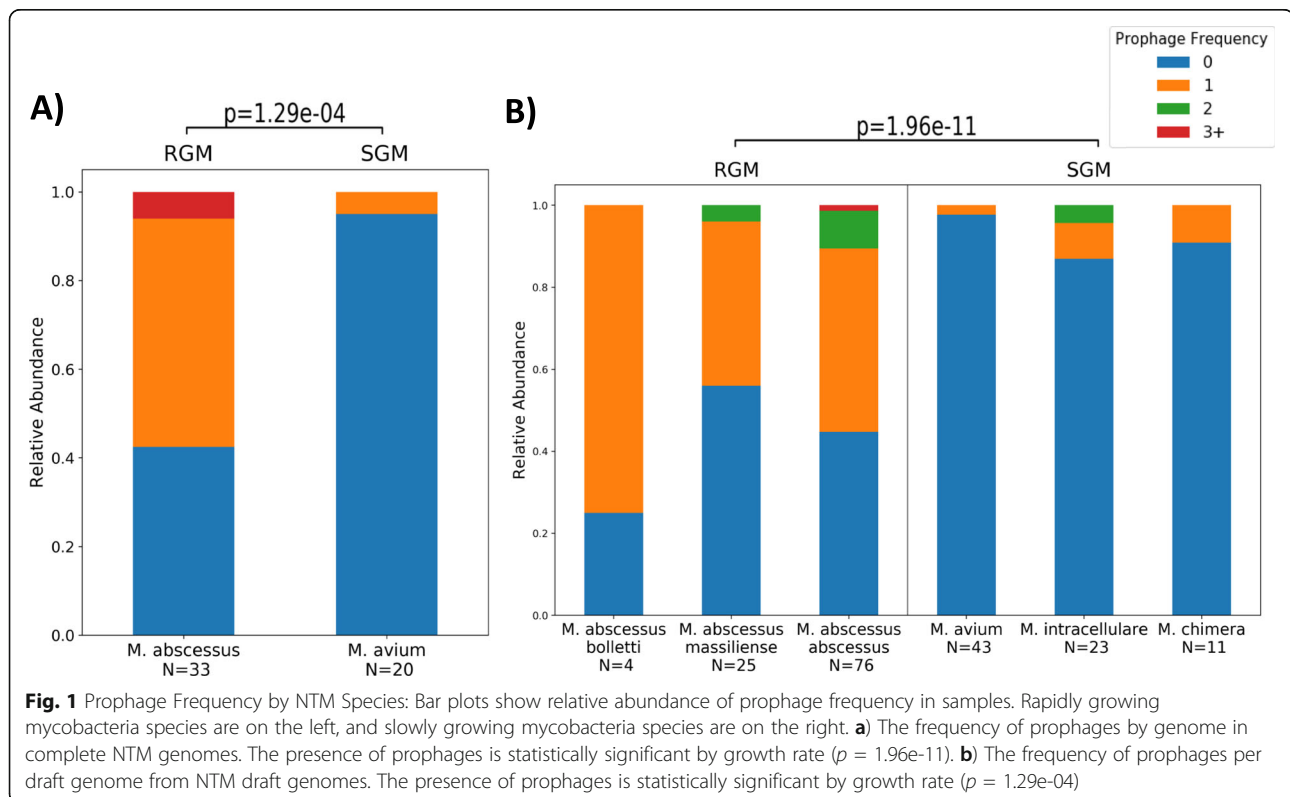 Prophage Frequency
0
1
2
3+
A)
p=1.29e-04
RGM
SGM
Relative Abundance
1.0
0.8
0.6
0.4
0.2
0.0
M. abscessus
N=33
M. avium
N=20
B)
p=1.96e-11
RGM
SGM
Relative Abundance
1.0
0.8
0.6
0.4
0.2
0.0
M. abscessus
bolletti
N=4
M. abscessus
massiliense
N=25
M. abscessus
abscessus
N=76
M. avium
N=43
M. intracellulare
N=23
M. chimera
N=11
Fig. 1 Prophage Frequency by NTM Species: Bar plots show relative abundance of prophage frequency in samples. Rapidly growing
mycobacteria species are on the left, and slowly growing mycobacteria species are on the right. a) The frequency of prophages by genome in
complete NTM genomes. The presence of prophages is statistically significant by growth rate (p = 1.96e-11). b) The frequency of prophages per
draft genome from NTM draft genomes. The presence of prophages is statistically significant by growth rate (p = 1.29e-04)